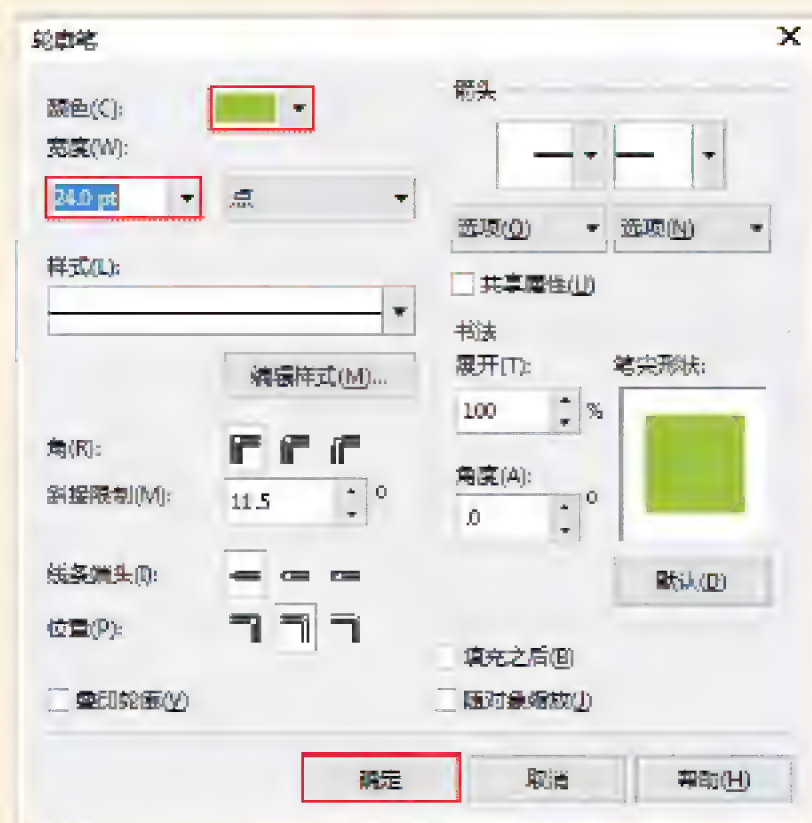 轮廓笔
颜色(C):
宽度(W):
24.0 pt
样式(L):
编辑样式(M)...
角(R):
斜接限制(M):
11.5
°
线条端头(I):
位置(P):
叠印轮廓(V)
箭头
选项(O)
选项(N)
共享属性(U)
书法
展开(T):
笔尖形状:
100
%
角度(A):
.0
°
默认(D)
填充之后(B)
随对象缩放(J)
确定
取消
帮助(H)